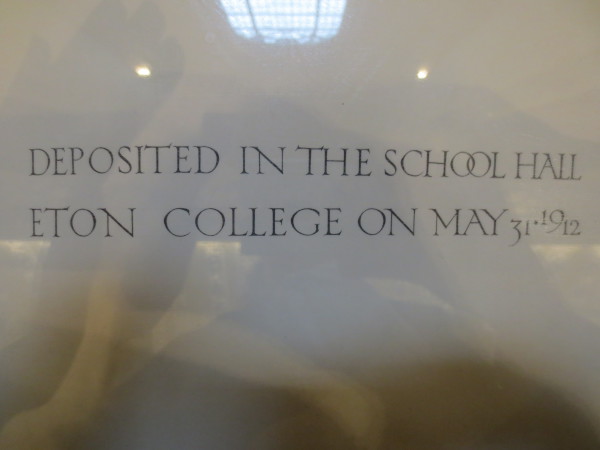 DEPOSITED IN THE SCHOOL HALL
ETON COLLEGE ON MAY 31·1912